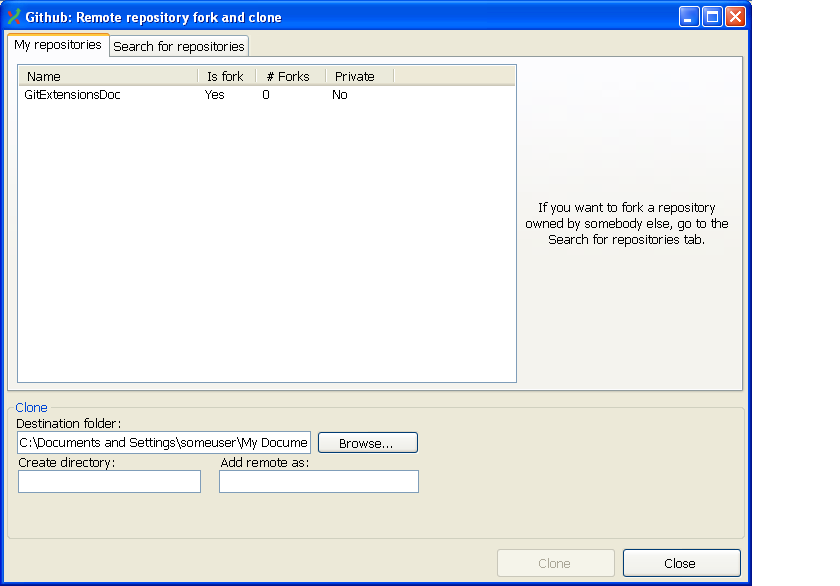 Github: Remote repository fork and clone
My repositories
Search for repositories
Name Is fork # Forks Private
GitExtensionsDoc Yes 0 No
If you want to fork a repository
owned by somebody else, go to the
Search for repositories tab.
Clone
Destination folder:
C:\Documents and Settings\someuser\My Docume
Browse...
Create directory: Add remote as:
Clone
Close